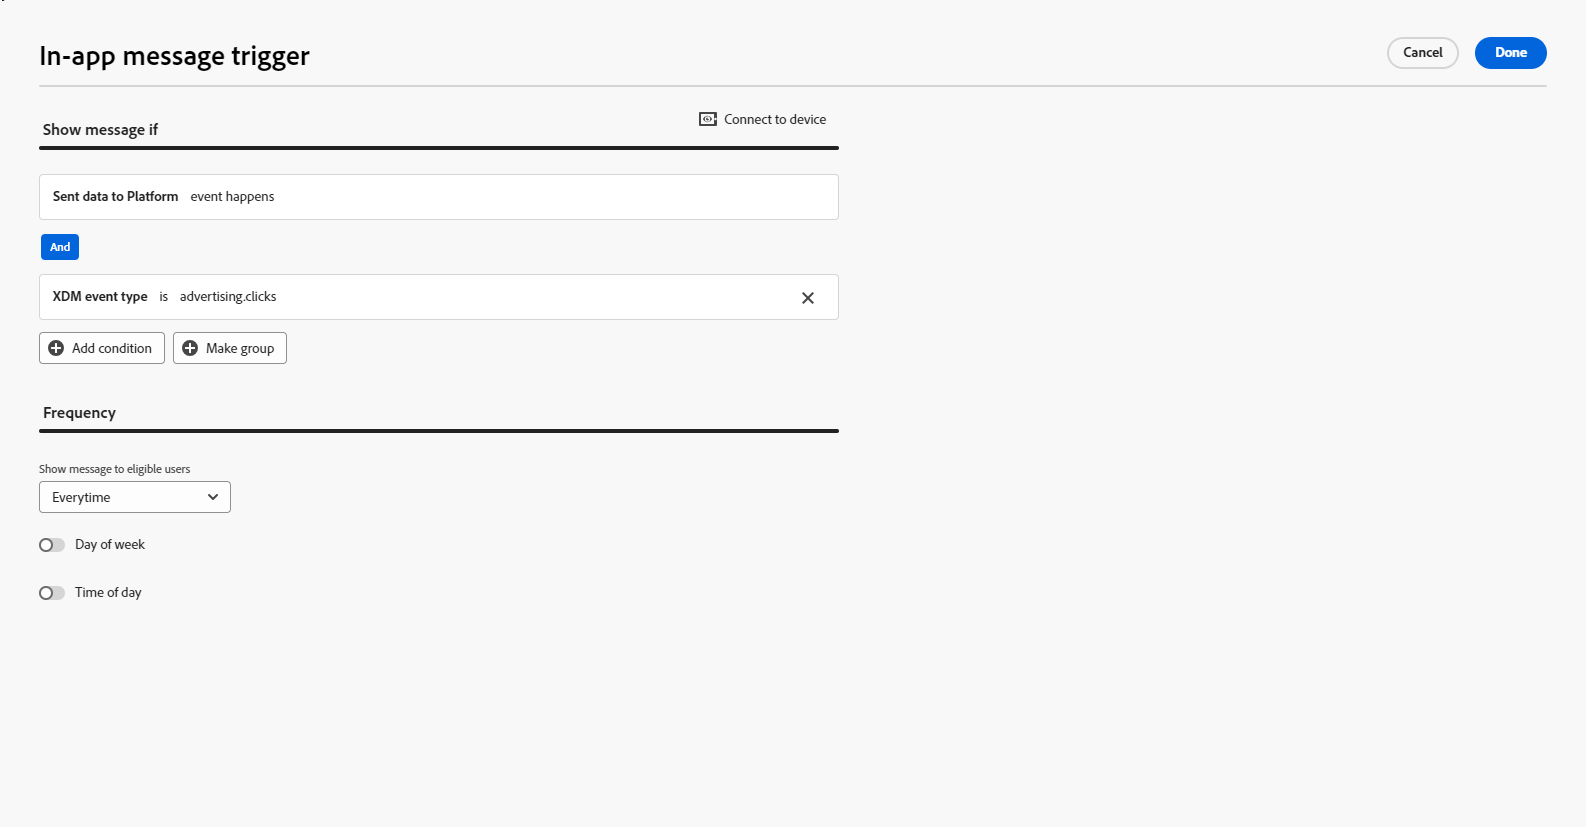 In-app message trigger
Cancel
Done
Show message if
Connect to device
Sent data to Platform event happens
And
XDM event type is advertising.clicks
Add condition
Make group
Frequency
Show message to eligible users
Everytime
Day of week
Time of day